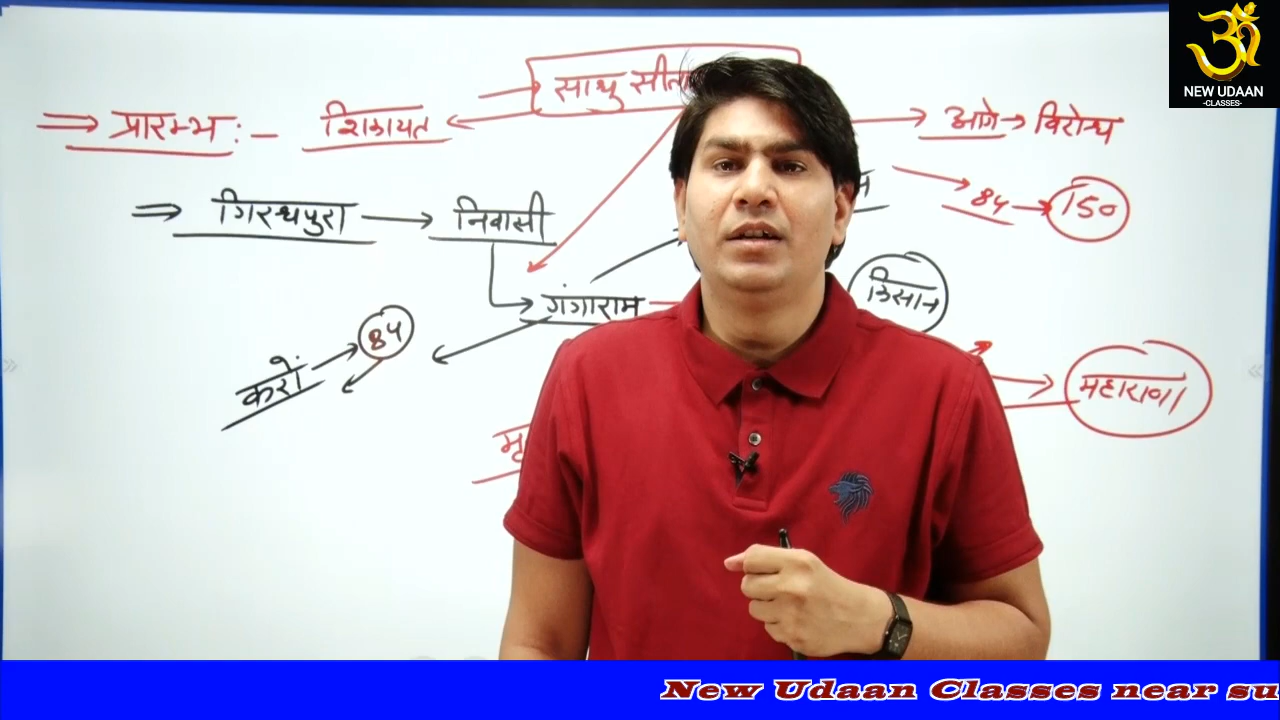 साधु सीता
⇒ प्रारम्भ :- शिकायत
आगे → विरोध
84 → 150
⇒ गिरधपुरा → निवासी
गंगाराम
किसान
करों → 84
महाराणा
मृ
NEW UDAAN
-CLASSES-
New Udaan Classes near su